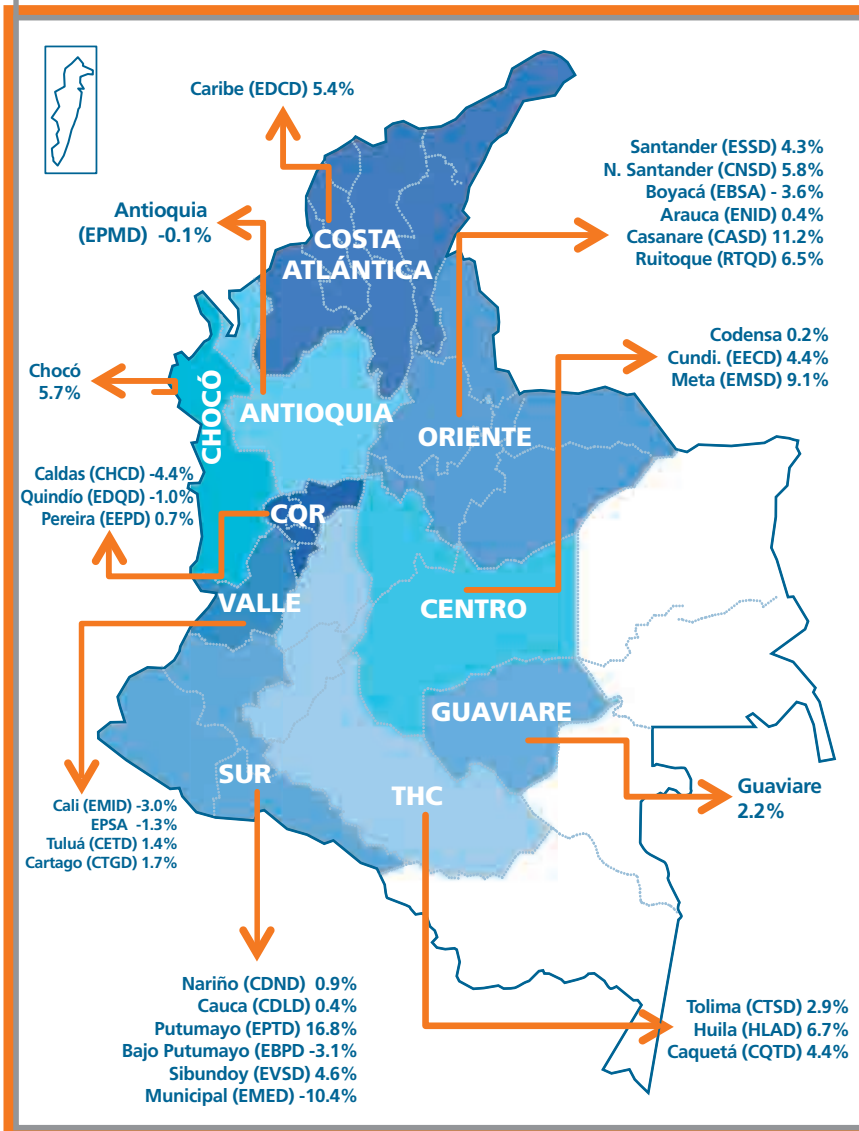 Caribe (EDCD) 5.4%
Santander (ESSD) 4.3%
N. Santander (CNSD) 5.8%
Boyacá (EBSA) - 3.6%
Arauca (ENID) 0.4%
Casanare (CASD) 11.2%
Ruitoque (RTQD) 6.5%
Antioquia
(EPMD) -0.1%
COSTA
ATLÁNTICA
Codensa 0.2%
Cundi. (EECD) 4.4%
Meta (EMSD) 9.1%
Chocó
5.7%
CHOCÓ
ANTIOQUIA
ORIENTE
Caldas (CHCD) -4.4%
Quindío (EDQD) -1.0%
Pereira (EEPD) 0.7%
CQR
VALLE
CENTRO
GUAVIARE
SUR
THC
Guaviare
2.2%
Cali (EMID) -3.0%
EPSA -1.3%
Tuluá (CETD) 1.4%
Cartago (CTGD) 1.7%
Nariño (CDND) 0.9%
Cauca (CDLD) 0.4%
Putumayo (EPTD) 16.8%
Bajo Putumayo (EBPD -3.1%
Sibundoy (EVSD) 4.6%
Municipal (EMED) -10.4%
Tolima (CTSD) 2.9%
Huila (HLAD) 6.7%
Caquetá (CQTD) 4.4%